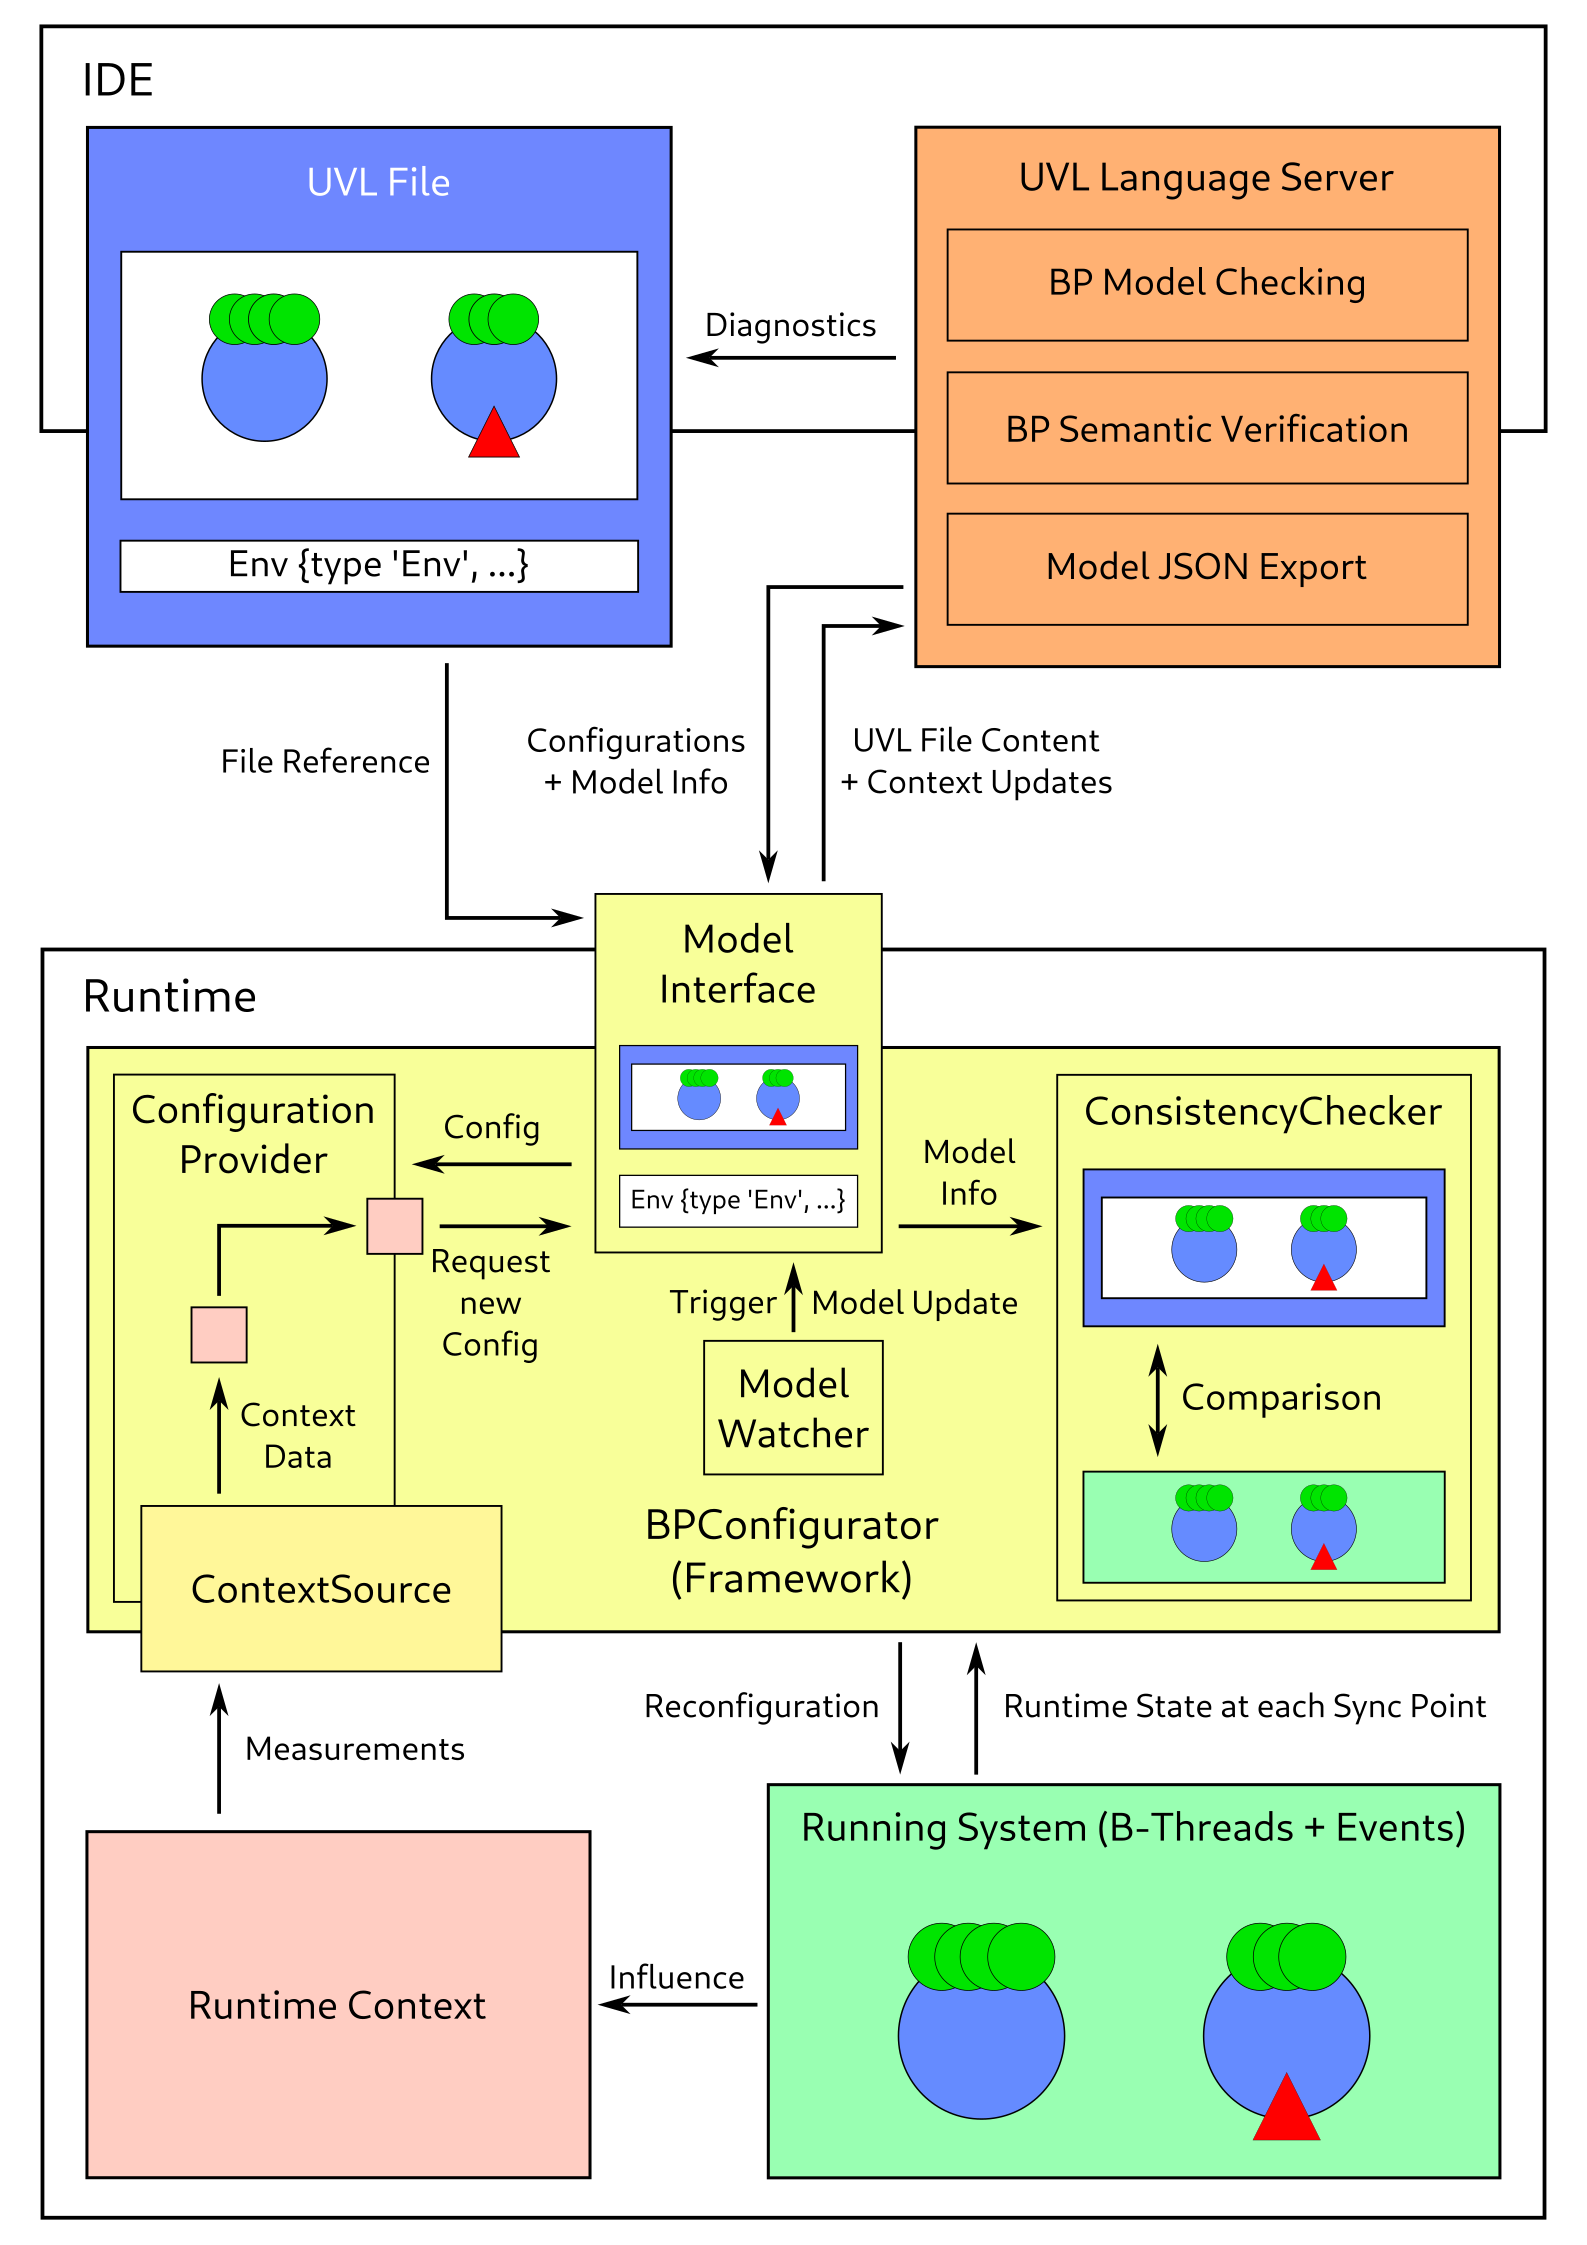 IDE
UVL File
Env {type 'Env', ...}
UVL Language Server
BP Model Checking
BP Semantic Verification
Model JSON Export
Diagnostics
File Reference
Configurations
+ Model Info
UVL File Content
+ Context Updates
Runtime
Model
Interface
Env {type 'Env', ...}
Configuration
Provider
Config
Request
new
Config
Context
Data
ContextSource
Trigger
Model Update
Model
Watcher
BPConfigurator
(Framework)
Model
Info
ConsistencyChecker
Comparison
Measurements
Reconfiguration
Runtime State at each Sync Point
Runtime Context
Influence
Running System (B-Threads + Events)